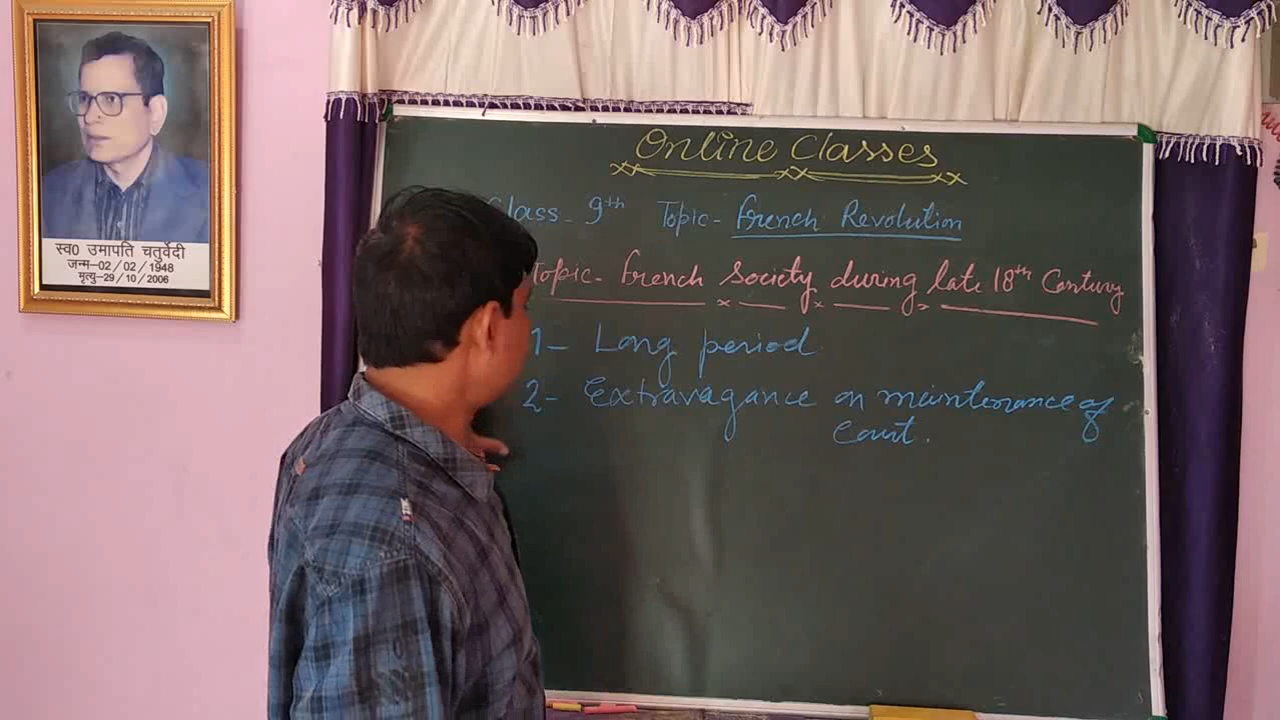 स्व0 उमापति चतुर्वेदी
जन्म-02/02/1948
मृत्यु-29/10/2006
Online Classes
Class - 9th Topic - French Revolution
Topic - French Society during late 18th Century
1- Long period
2- Extravagance on maintenance of
Court.